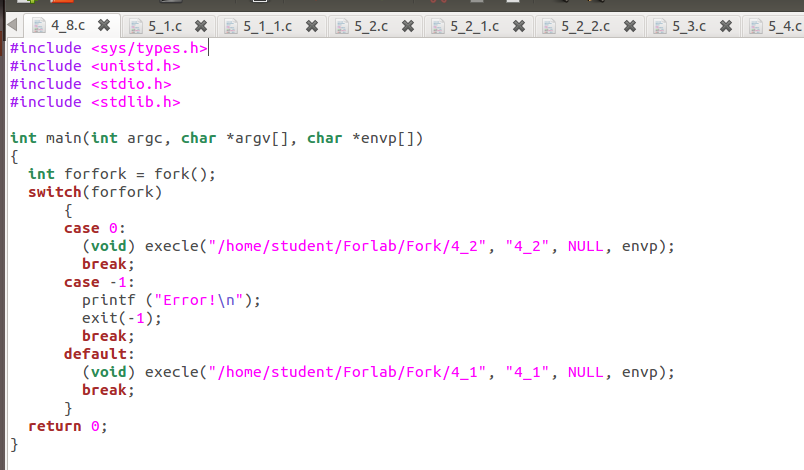 4_8.c 5_1.c 5_1_1.c 5_2.c 5_2_1.c 5_2_2.c 5_3.c 5_4.c
#include <sys/types.h>
#include <unistd.h>
#include <stdio.h>
#include <stdlib.h>

int main(int argc, char *argv[], char *envp[])
{
  int forfork = fork();
  switch(forfork)
      {
      case 0:
        (void) execle("/home/student/Forlab/Fork/4_2", "4_2", NULL, envp);
        break;
      case -1:
        printf ("Error!\n");
        exit(-1);
        break;
      default:
        (void) execle("/home/student/Forlab/Fork/4_1", "4_1", NULL, envp);
        break;
      }
  return 0;
}